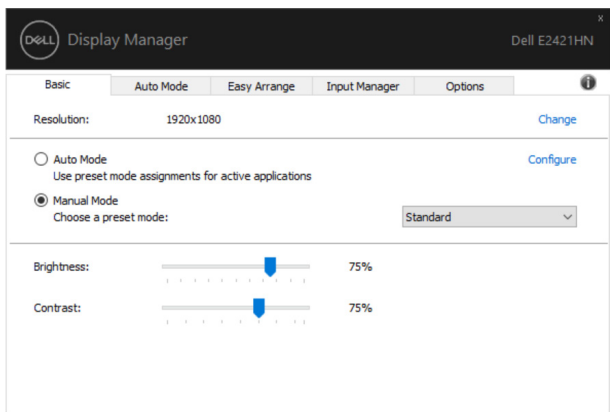 x
DELL Display Manager Dell E2421HN
Basic Auto Mode Easy Arrange Input Manager Options i
Resolution: 1920x1080 Change
Auto Mode Configure
Use preset mode assignments for active applications
Manual Mode
Choose a preset mode: Standard
Brightness: 75%
Contrast: 75%